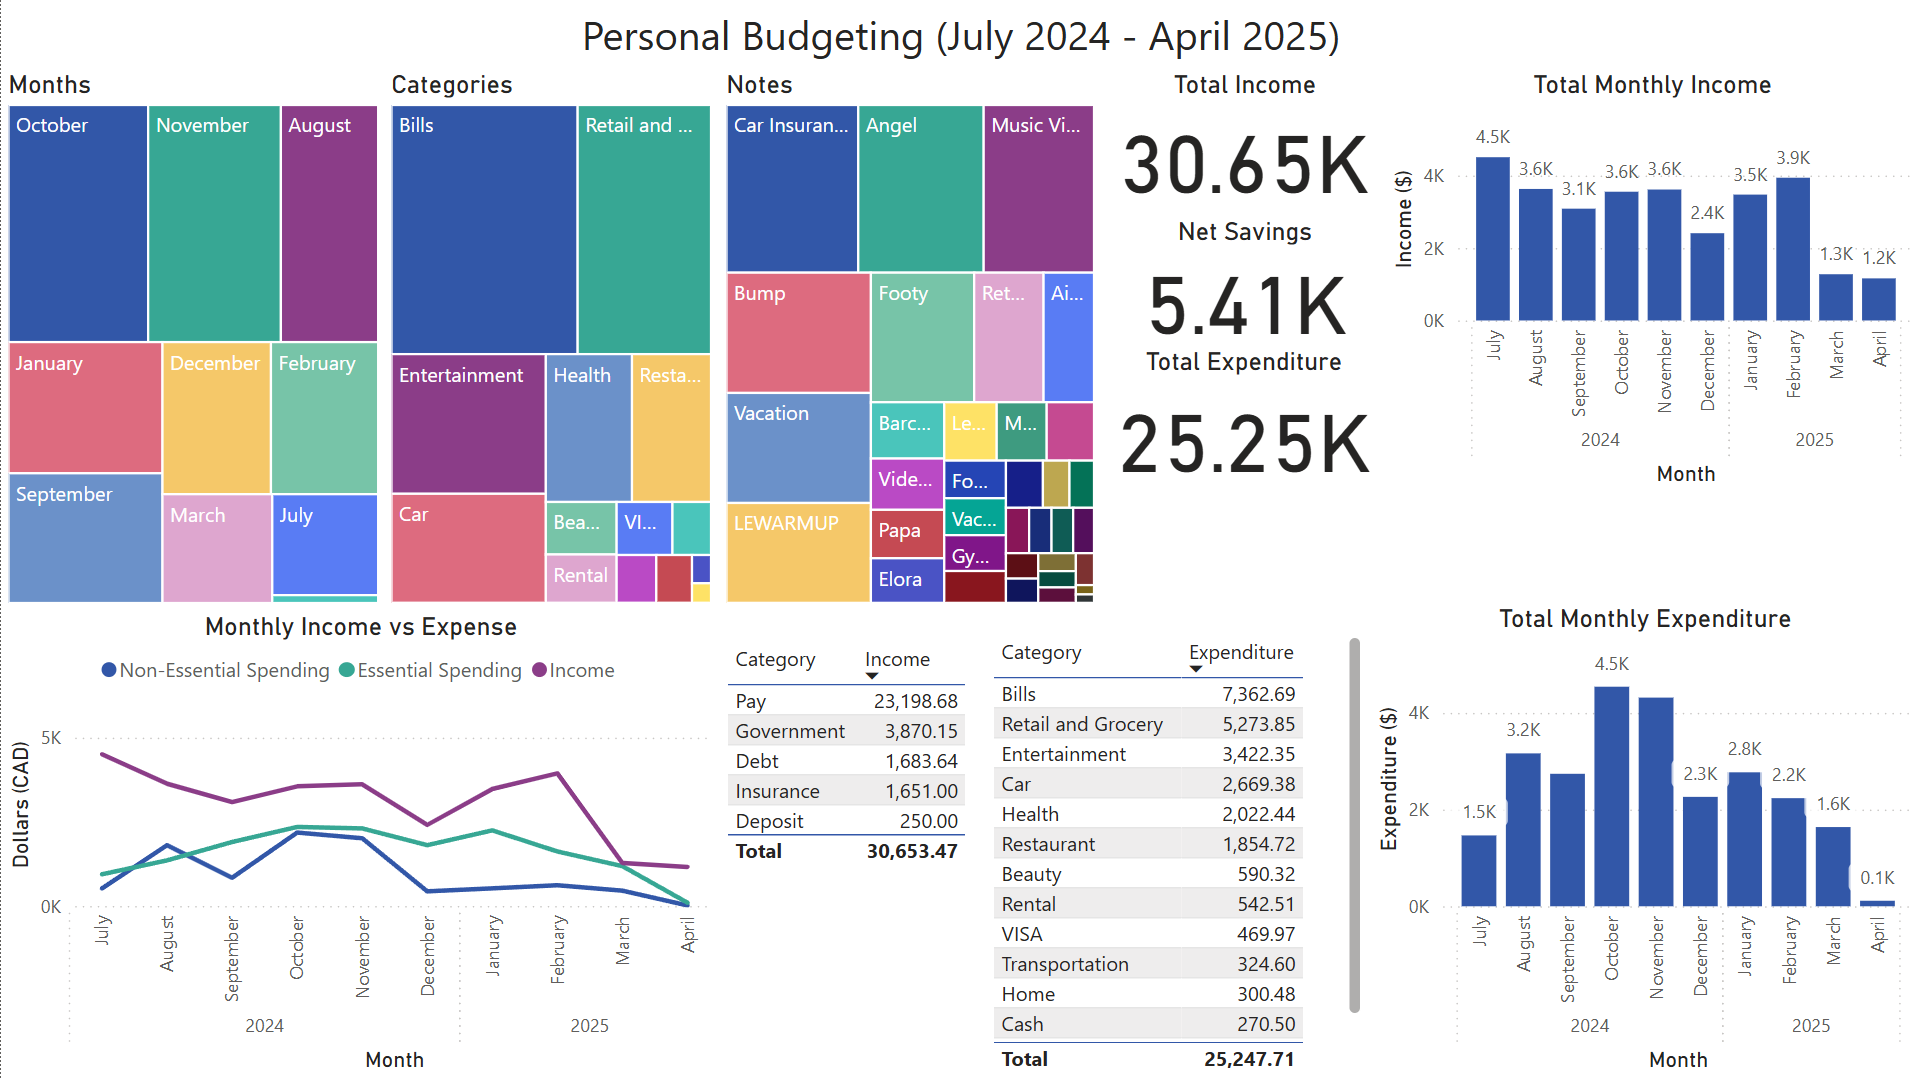 Personal Budgeting (July 2024 - April 2025)
Months
October
November
August
January
December
February
September
March
July
Categories
Bills
Retail and ...
Entertainment
Health
Resta...
Car
Bea...
VI...
Rental
Notes
Car Insuran...
Angel
Music Vi...
Bump
Footy
Ret...
Ai...
Vacation
Barc...
Le...
M...
Vide...
Fo...
LEWARMUP
Papa
Vac...
Gy...
Elora
Total Income
30.65K
Net Savings
5.41K
Total Expenditure
25.25K
Total Monthly Income
Income ($)
4K
2K
0K
4.5K
3.6K
3.1K
3.6K
3.6K
2.4K
3.5K
3.9K
1.3K
1.2K
July
August
September
October
November
December
January
February
March
April
2024
2025
Month
Monthly Income vs Expense
Non-Essential Spending
Essential Spending
Income
Dollars (CAD)
5K
0K
July
August
September
October
November
December
January
February
March
April
2024
2025
Month
Category Income
Pay 23,198.68
Government 3,870.15
Debt 1,683.64
Insurance 1,651.00
Deposit 250.00
Total 30,653.47
Category Expenditure
Bills 7,362.69
Retail and Grocery 5,273.85
Entertainment 3,422.35
Car 2,669.38
Health 2,022.44
Restaurant 1,854.72
Beauty 590.32
Rental 542.51
VISA 469.97
Transportation 324.60
Home 300.48
Cash 270.50
Total 25,247.71
Total Monthly Expenditure
Expenditure ($)
4K
2K
0K
1.5K
3.2K
4.5K
2.3K
2.8K
2.2K
1.6K
0.1K
July
August
September
October
November
December
January
February
March
April
2024
2025
Month